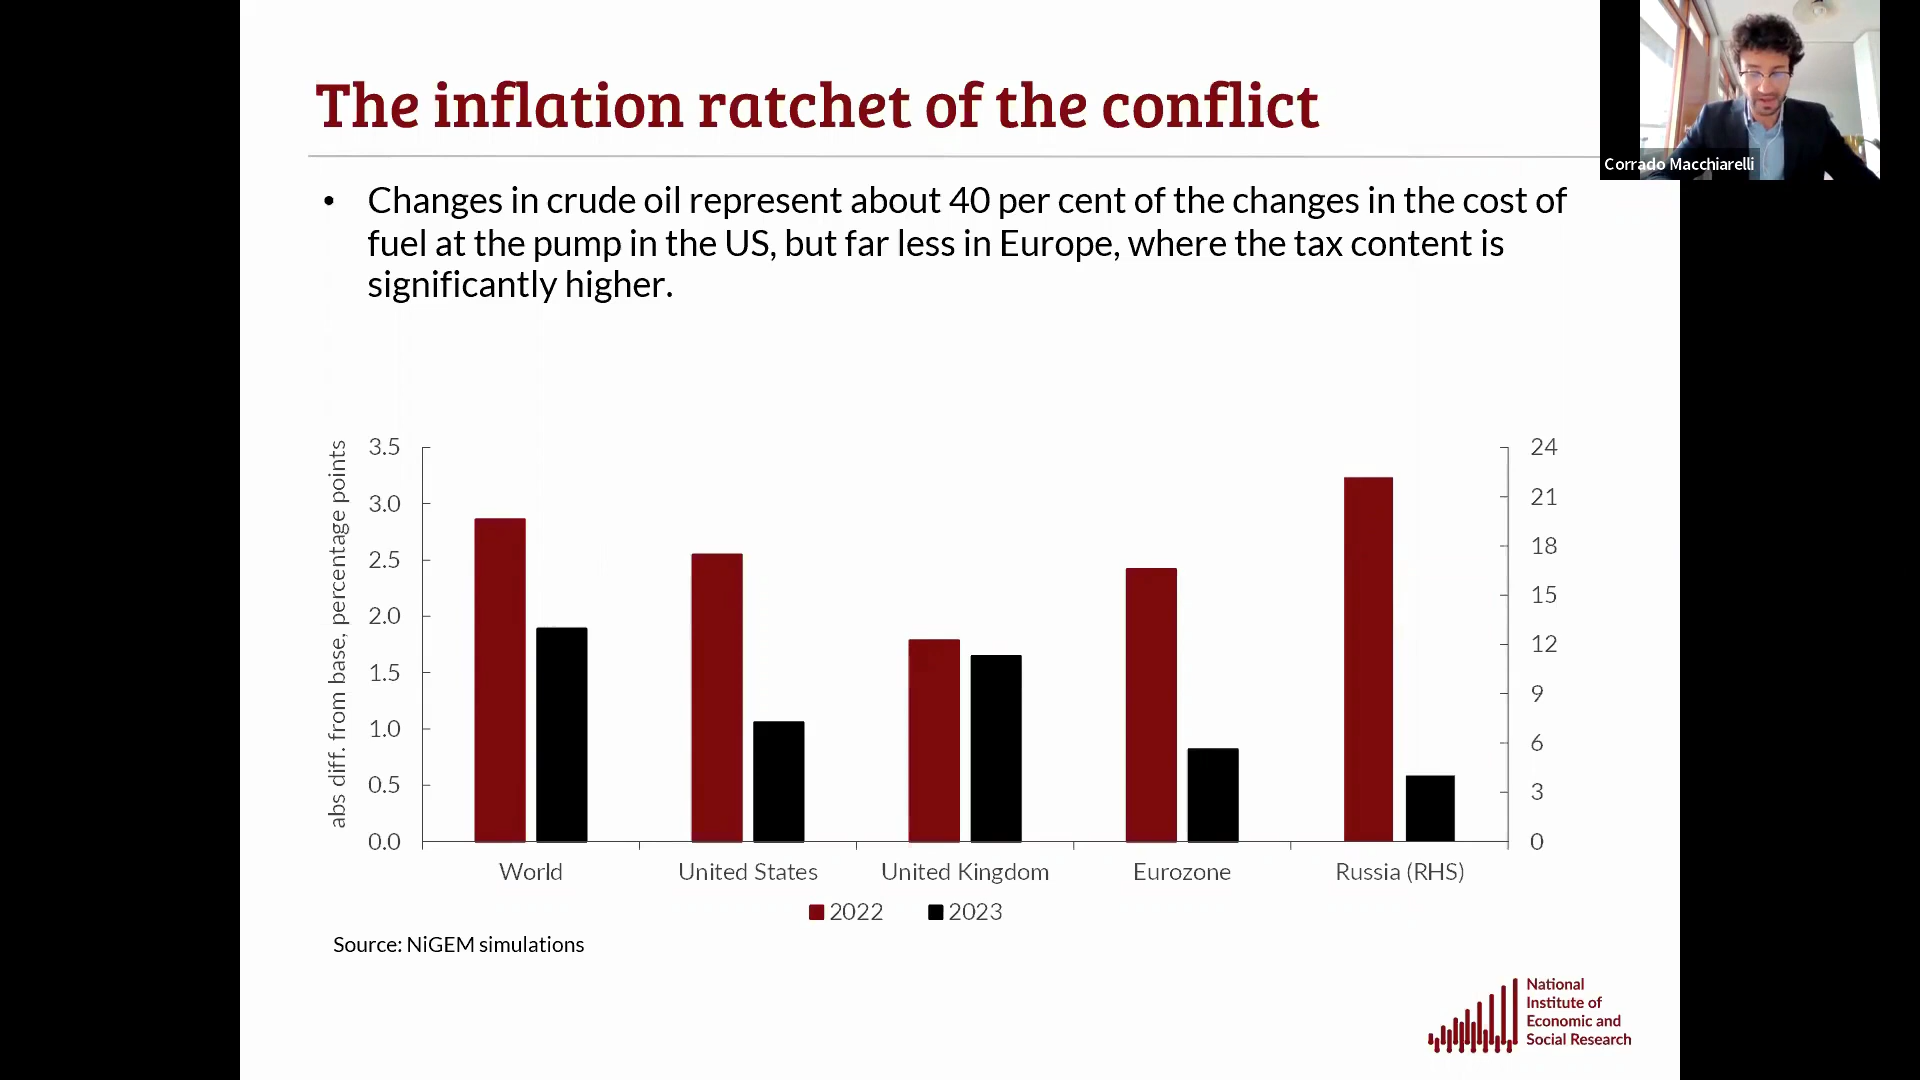 The inflation ratchet of the conflict
Corrado Macchiarelli
• Changes in crude oil represent about 40 per cent of the changes in the cost of
fuel at the pump in the US, but far less in Europe, where the tax content is
significantly higher.
abs diff. from base, percentage points
3.5
3.0
2.5
2.0
1.5
1.0
0.5
0.0
24
21
18
15
12
9
6
3
0
World
United States
United Kingdom
Eurozone
Russia (RHS)
2022
2023
Source: NiGEM simulations
National
Institute of
Economic and
Social Research